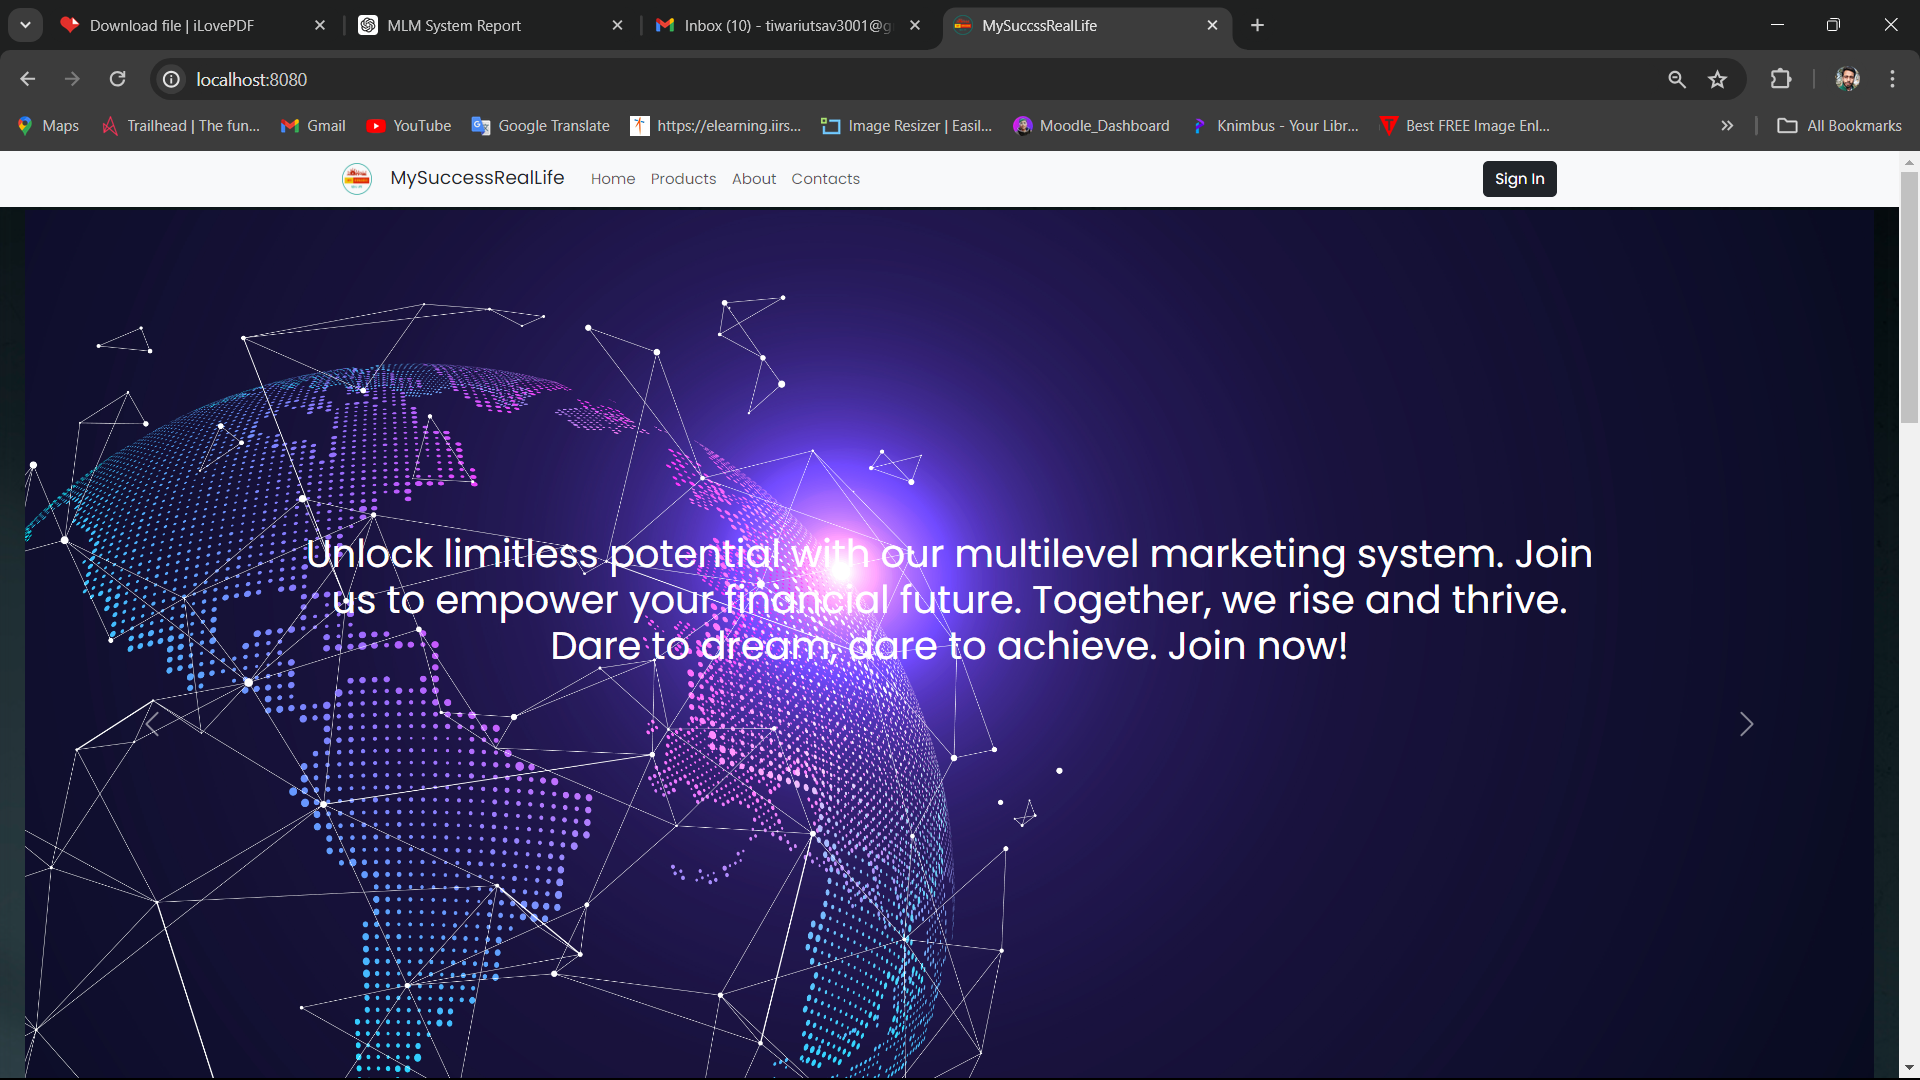 Download file | iLovePDF
MLM System Report
Inbox (10) - tiwariutsav3001@g
MySuccssRealLife
localhost:8080
Maps
Trailhead | The fun...
Gmail
YouTube
Google Translate
https://elearning.iirs...
Image Resizer | Easil...
Moodle_Dashboard
Knimbus - Your Libr...
Best FREE Image Enl...
All Bookmarks
MySuccessRealLife
Home
Products
About
Contacts
Sign In
Unlock limitless potential with our multilevel marketing system. Join
us to empower your financial future. Together, we rise and thrive.
Dare to dream, dare to achieve. Join now!